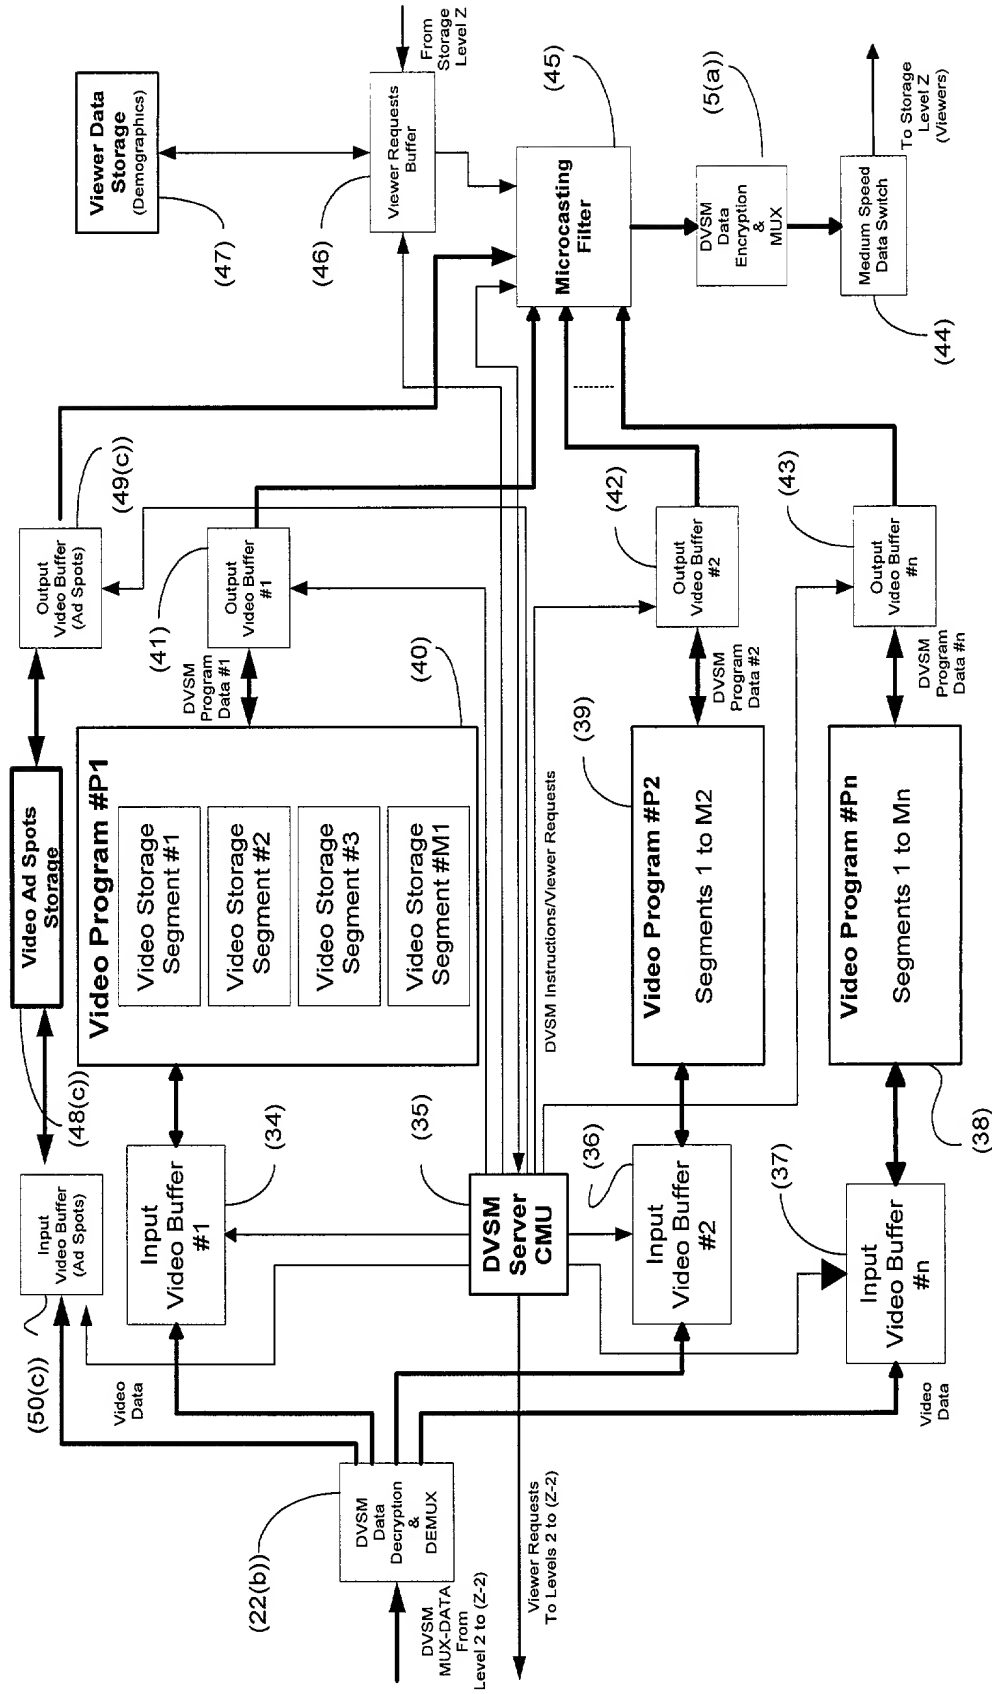 DVSM
MUX-DATA
From
Level 2 to (Z-2)
(22(b))
DVSM
Data
Decryption
&
DEMUX
Viewer Requests
To Levels 2 to (Z-2)
(50(c))
Video
Data
Video
Data
Input
Video Buffer
(Ad Spots)
Input
Video Buffer
#1
(34)
DVSM
Server
CMU
(35)
Input
Video Buffer
#2
(36)
Input
Video Buffer
#n
(37)
(48(c))
Video Ad Spots
Storage
Video Program #P1
Video Storage
Segment #1
Video Storage
Segment #2
Video Storage
Segment #3
Video Storage
Segment #M1
(40)
DVSM Instructions/Viewer Requests
Video Program #P2
Segments 1 to M2
(39)
Video Program #Pn
Segments 1 to Mn
(38)
DVSM
Program
Data #1
DVSM
Program
Data #2
DVSM
Program
Data #n
Output
Video Buffer
(Ad Spots)
(49(c))
Output
Video Buffer
#1
(41)
Output
Video Buffer
#2
(42)
Output
Video Buffer
#n
(43)
Viewer Data
Storage
(Demographics)
(47)
Viewer Requests
Buffer
(46)
From
Storage
Level Z
Microcasting
Filter
(45)
DVSM
Data
Encryption
&
MUX
(5(a))
Medium Speed
Data Switch
(44)
To Storage
Level Z
(Viewers)